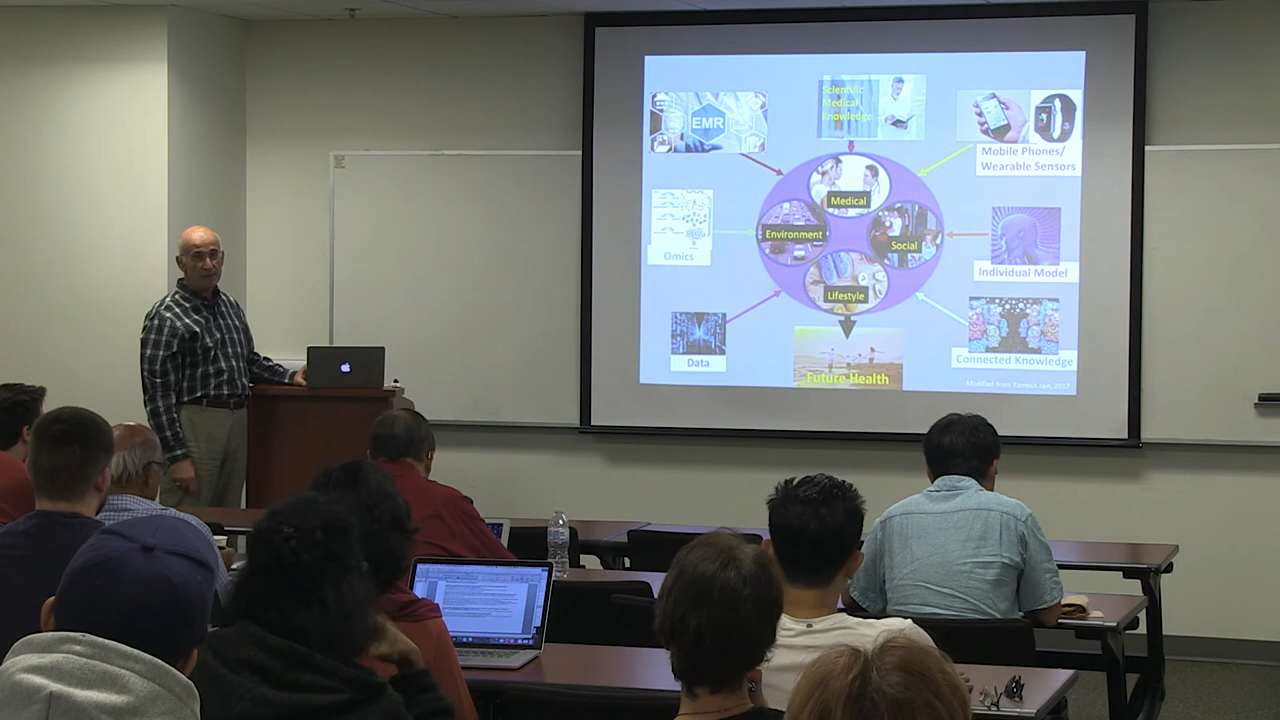 EMR
Scientific
Medical
Knowledge
Mobile Phones/
Wearable Sensors
Medical
Environment
Social
Omics
Individual Model
Lifestyle
Data
Connected Knowledge
Future Health
Modified from Ramesh Jain, 2017